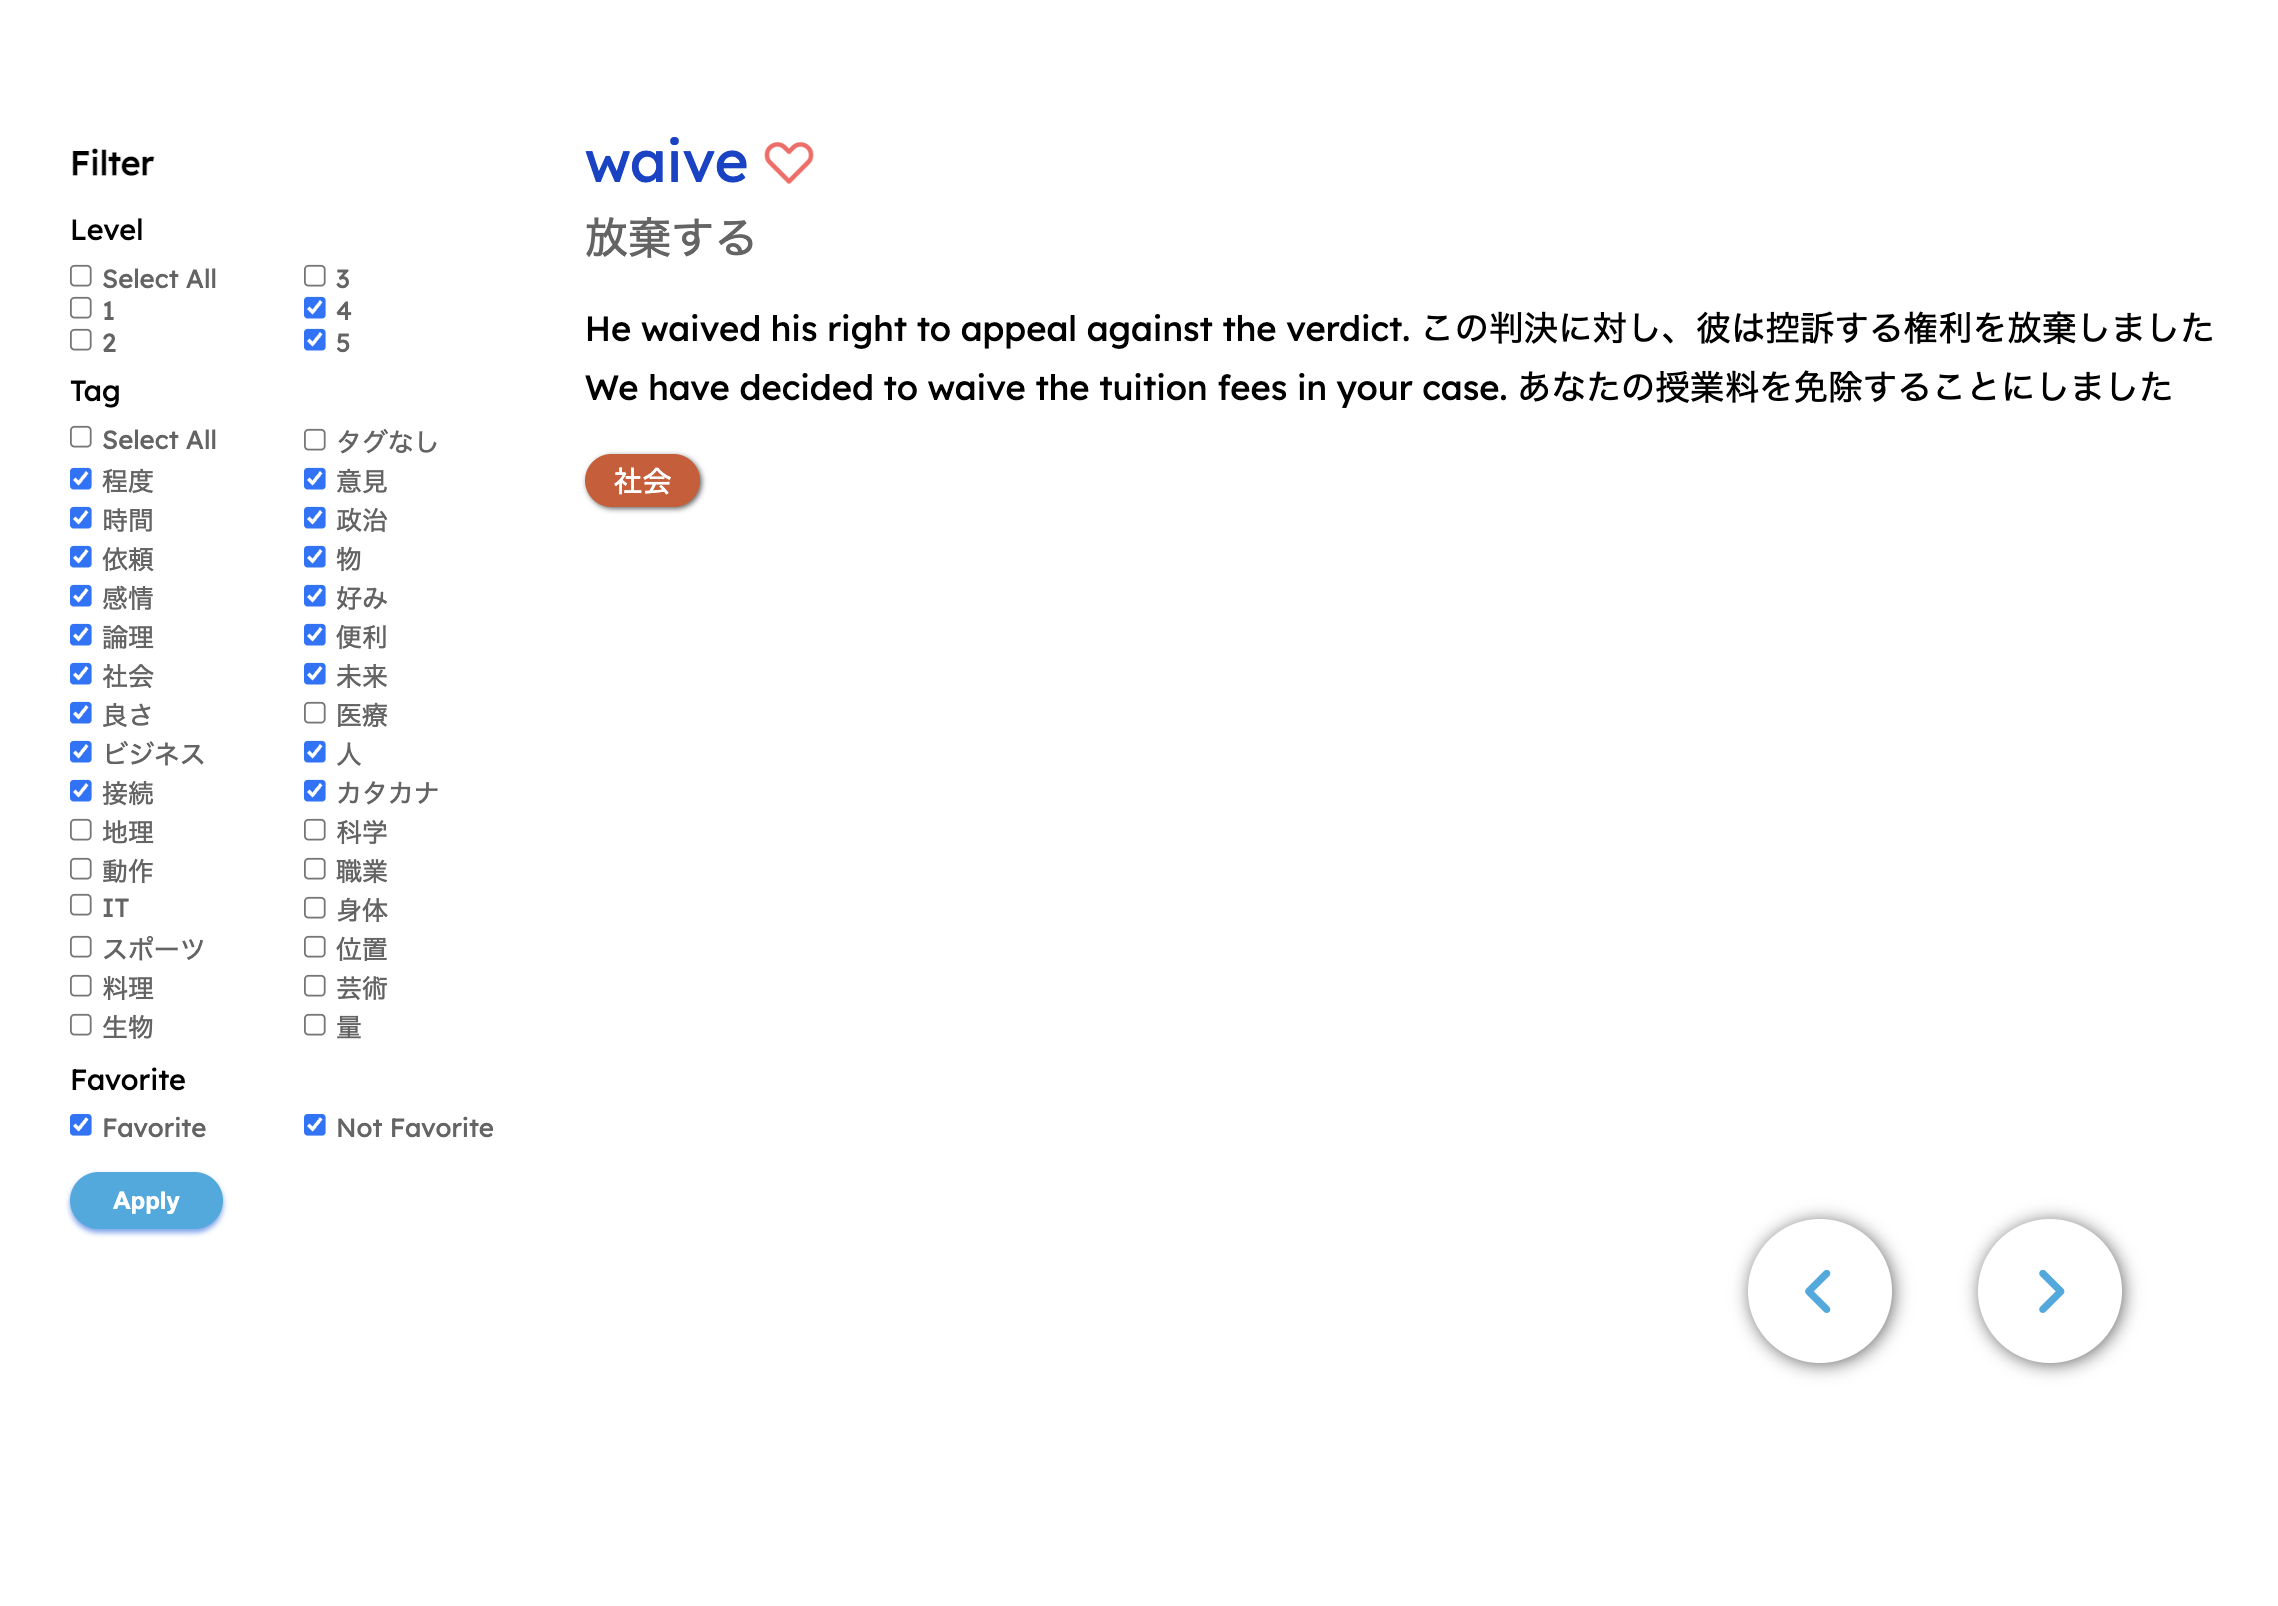 Filter
Level
Select All
3
1
4
2
5
Tag
Select All
タグなし
程度
意見
時間
政治
依頼
物
感情
好み
論理
便利
社会
未来
良さ
医療
ビジネス
人
接続
カタカナ
地理
科学
動作
職業
IT
身体
スポーツ
位置
料理
芸術
生物
量
Favorite
Favorite
Not Favorite
Apply
waive
放棄する
He waived his right to appeal against the verdict. この判決に対し、彼は控訴する権利を放棄しました
We have decided to waive the tuition fees in your case. あなたの授業料を免除することにしました
社会